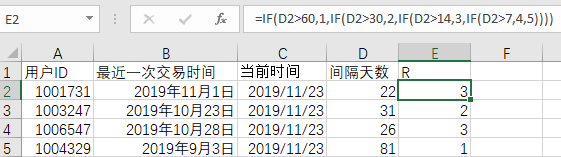 E2 =IF(D2>60,1,IF(D2>30,2,IF(D2>14,3,IF(D2>7,4,5))))
A B C D E F
1 用户ID 最近一次交易时间 当前时间 间隔天数 R
2 1001731 2019年11月1日 2019/11/23 22 3
3 1003247 2019年10月23日 2019/11/23 31 2
4 1006547 2019年10月28日 2019/11/23 26 3
5 1004329 2019年9月3日 2019/11/23 81 1